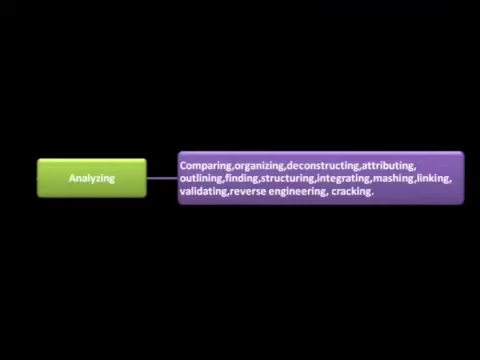 Analyzing
Comparing,organizing,deconstructing,attributing,
outlining,finding,structuring,integrating,mashing,linking,
validating,reverse engineering, cracking.